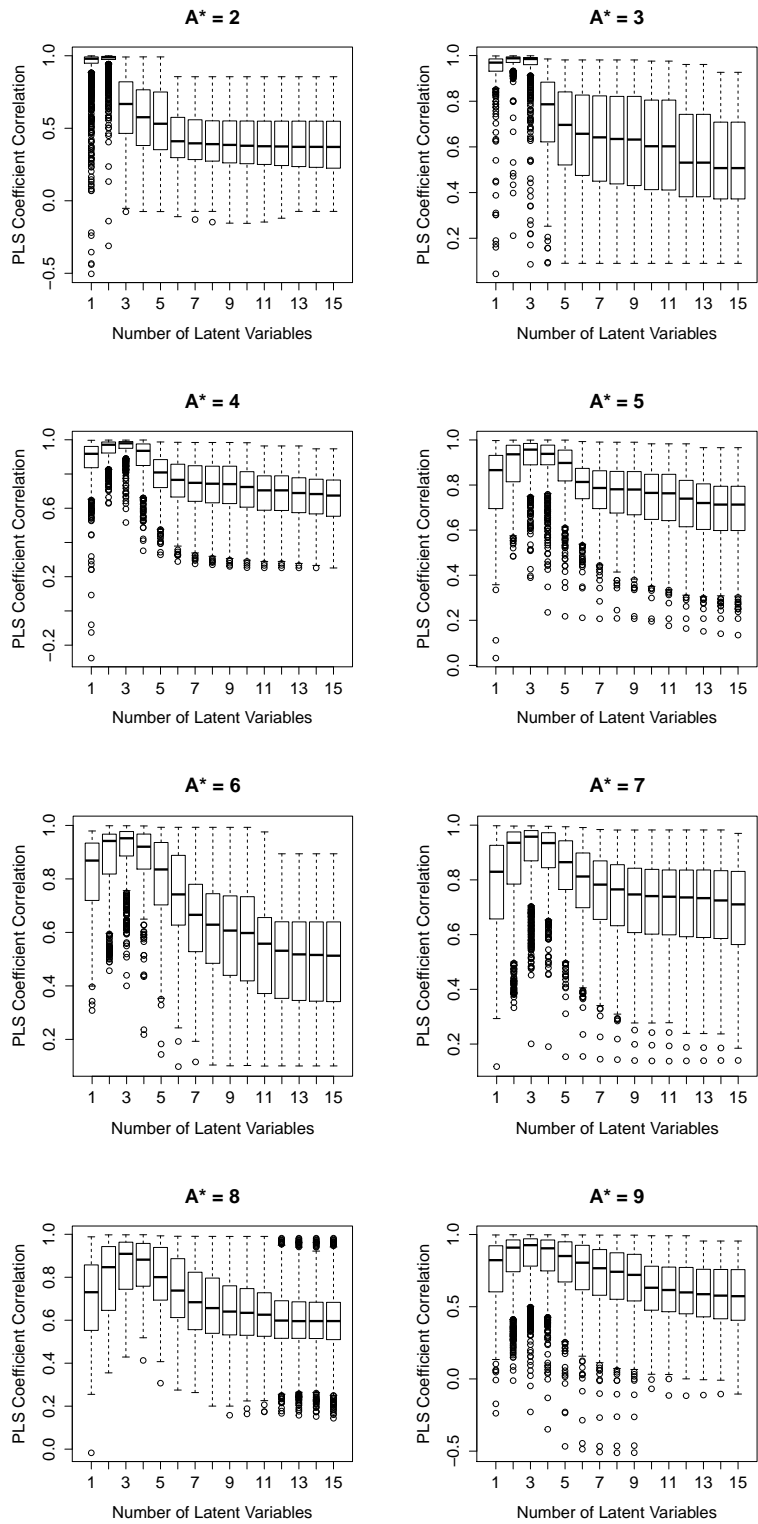 A* = 2
PLS Coefficient Correlation
1.0
0.5
0.0
−0.5
1 3 5 7 9 11 13 15
Number of Latent Variables
A* = 3
PLS Coefficient Correlation
1.0
0.8
0.6
0.4
0.2
1 3 5 7 9 11 13 15
Number of Latent Variables
A* = 4
PLS Coefficient Correlation
1.0
0.6
0.2
−0.2
1 3 5 7 9 11 13 15
Number of Latent Variables
A* = 5
PLS Coefficient Correlation
1.0
0.8
0.6
0.4
0.2
0.0
1 3 5 7 9 11 13 15
Number of Latent Variables
A* = 6
PLS Coefficient Correlation
1.0
0.8
0.6
0.4
0.2
1 3 5 7 9 11 13 15
Number of Latent Variables
A* = 7
PLS Coefficient Correlation
1.0
0.8
0.6
0.4
0.2
1 3 5 7 9 11 13 15
Number of Latent Variables
A* = 8
PLS Coefficient Correlation
1.0
0.8
0.6
0.4
0.2
0.0
1 3 5 7 9 11 13 15
Number of Latent Variables
A* = 9
PLS Coefficient Correlation
1.0
0.5
0.0
−0.5
1 3 5 7 9 11 13 15
Number of Latent Variables